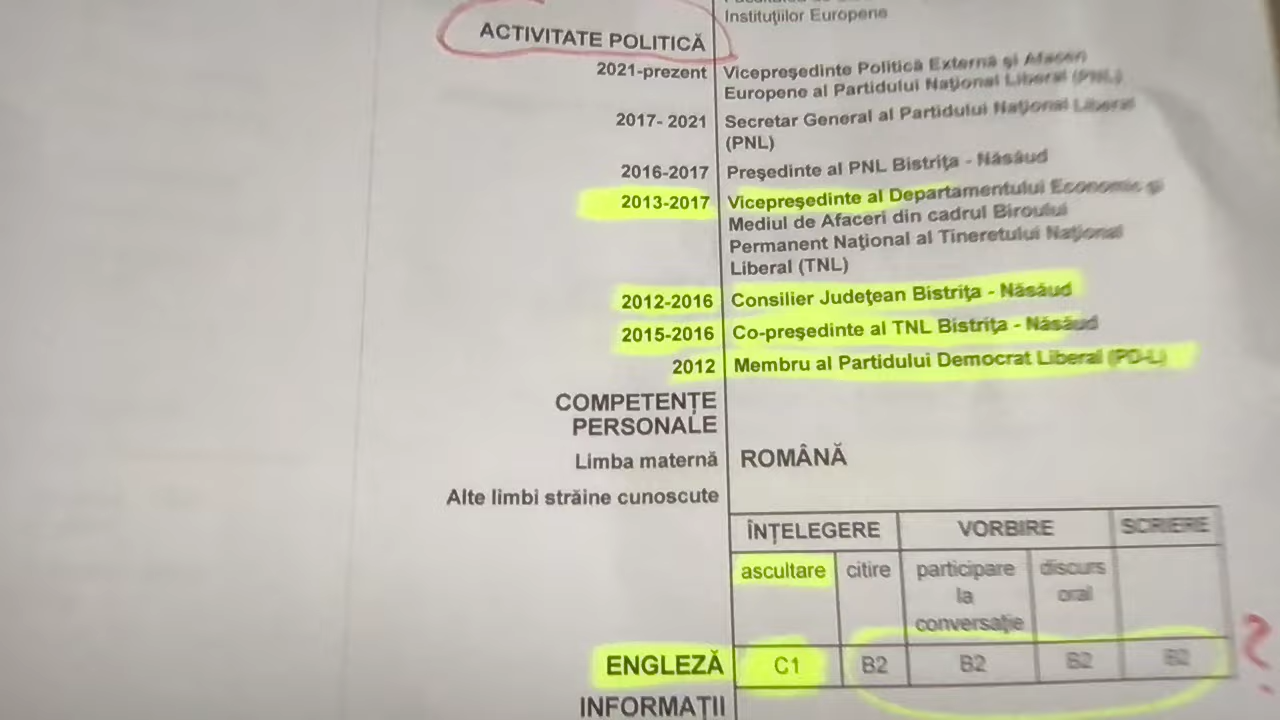 Instituțiilor Europene
ACTIVITATE POLITICĂ
2021-prezent Vicepreşedinte Politică Externă şi Afaceri
Europene al Partidului Naţional Liberal (PNL)
2017- 2021 Secretar General al Partidului Naţional Liberal
(PNL)
2016-2017 Preşedinte al PNL Bistriţa - Năsăud
2013-2017 Vicepreşedinte al Departamentului Economic şi
Mediul de Afaceri din cadrul Biroului
Permanent Naţional al Tineretului Naţional
Liberal (TNL)
2012-2016 Consilier Judeţean Bistriţa - Năsăud
2015-2016 Co-preşedinte al TNL Bistriţa - Năsăud
2012 Membru al Partidului Democrat Liberal (PD-L)
COMPETENȚE
PERSONALE
Limba maternă ROMÂNĂ
Alte limbi străine cunoscute
ÎNȚELEGERE VORBIRE SCRIERE
ascultare citire participare discurs
la oral
conversaţie
ENGLEZĂ C1 B2 B2 B2 B2
?
INFORMAȚII